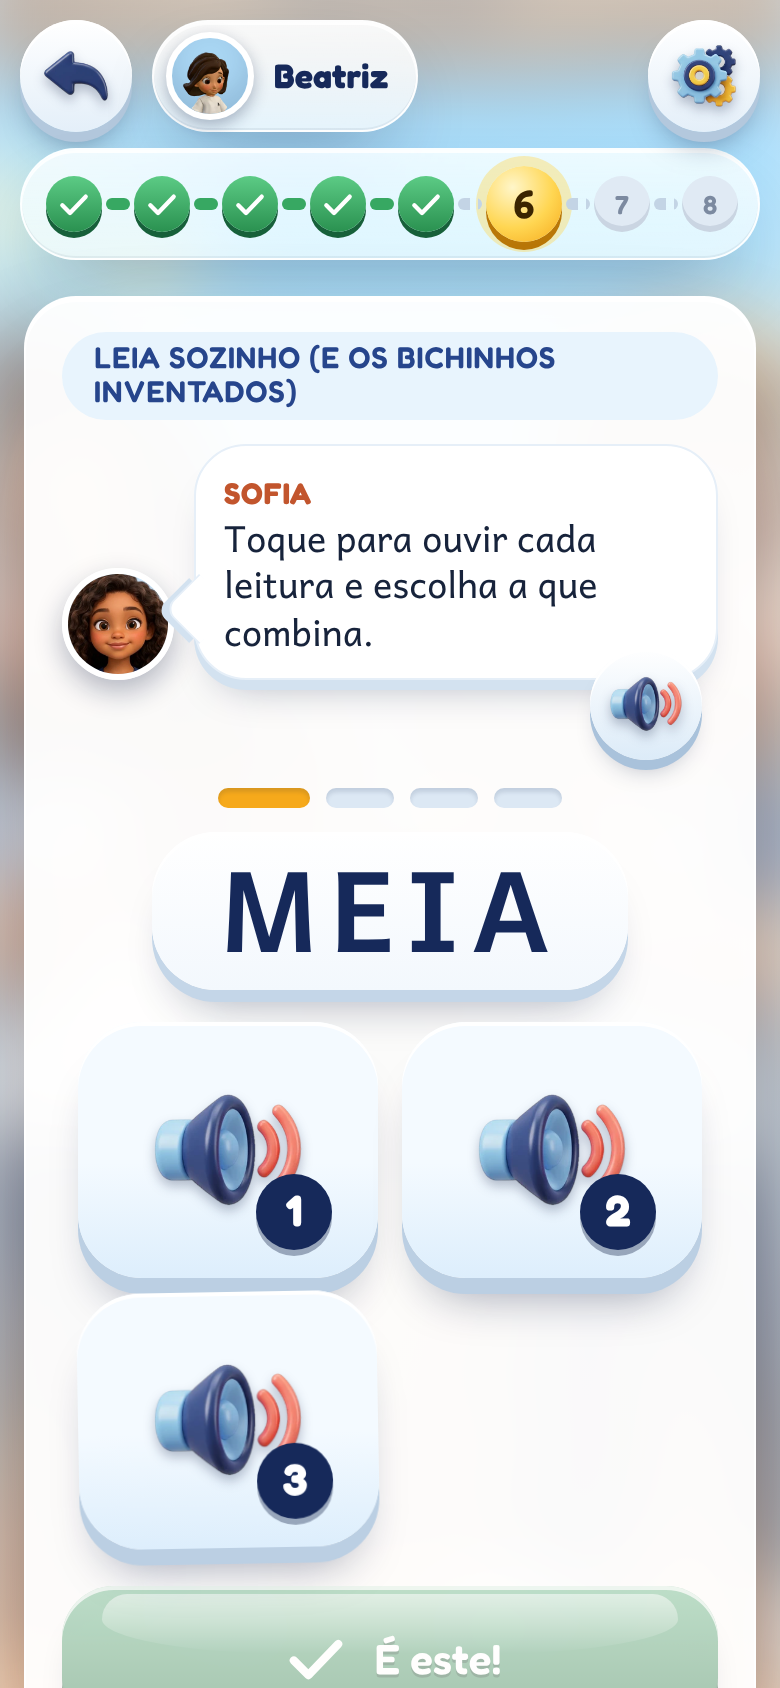 Beatriz
6
7
8
LEIA SOZINHO (E OS BICHINHOS
INVENTADOS)
SOFIA
Toque para ouvir cada
leitura e escolha a que
combina.
MEIA
1
2
3
É este!